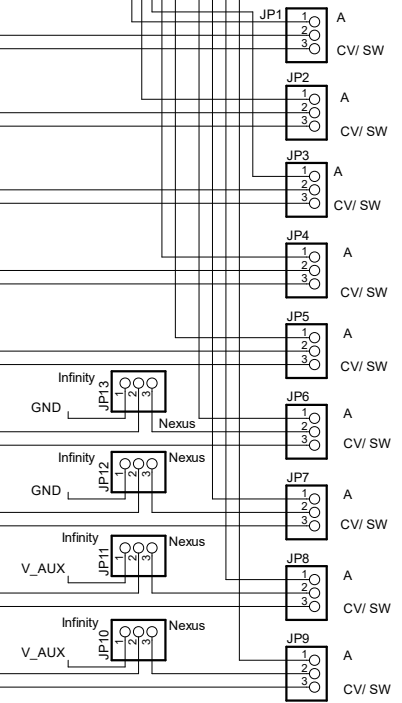 JP1
1
2
3
A
CV/ SW
JP2
1
2
3
A
CV/ SW
JP3
1
2
3
A
CV/ SW
JP4
1
2
3
A
CV/ SW
JP5
1
2
3
A
CV/ SW
Infinity
JP13
1
2
3
GND
Nexus
JP6
1
2
3
A
CV/ SW
Infinity
JP12
1
2
3
Nexus
GND
JP7
1
2
3
A
CV/ SW
Infinity
JP11
1
2
3
Nexus
V_AUX
JP8
1
2
3
A
CV/ SW
Infinity
JP10
1
2
3
Nexus
V_AUX
JP9
1
2
3
A
CV/ SW